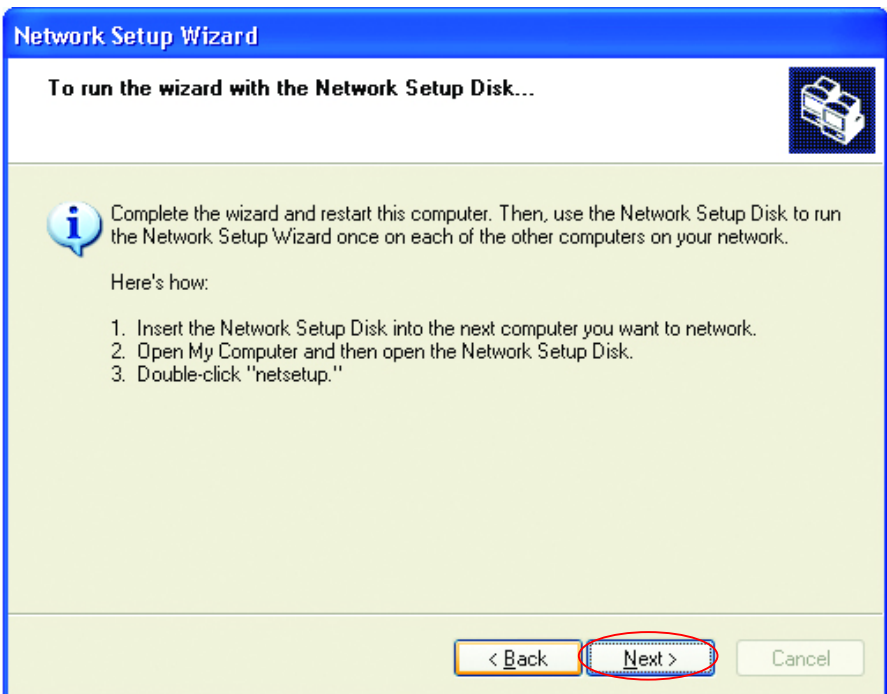 Network Setup Wizard
To run the wizard with the Network Setup Disk...
Complete the wizard and restart this computer. Then, use the Network Setup Disk to run
the Network Setup Wizard once on each of the other computers on your network.
Here's how:
1. Insert the Network Setup Disk into the next computer you want to network.
2. Open My Computer and then open the Network Setup Disk.
3. Double-click "netsetup."
< Back
Next >
Cancel